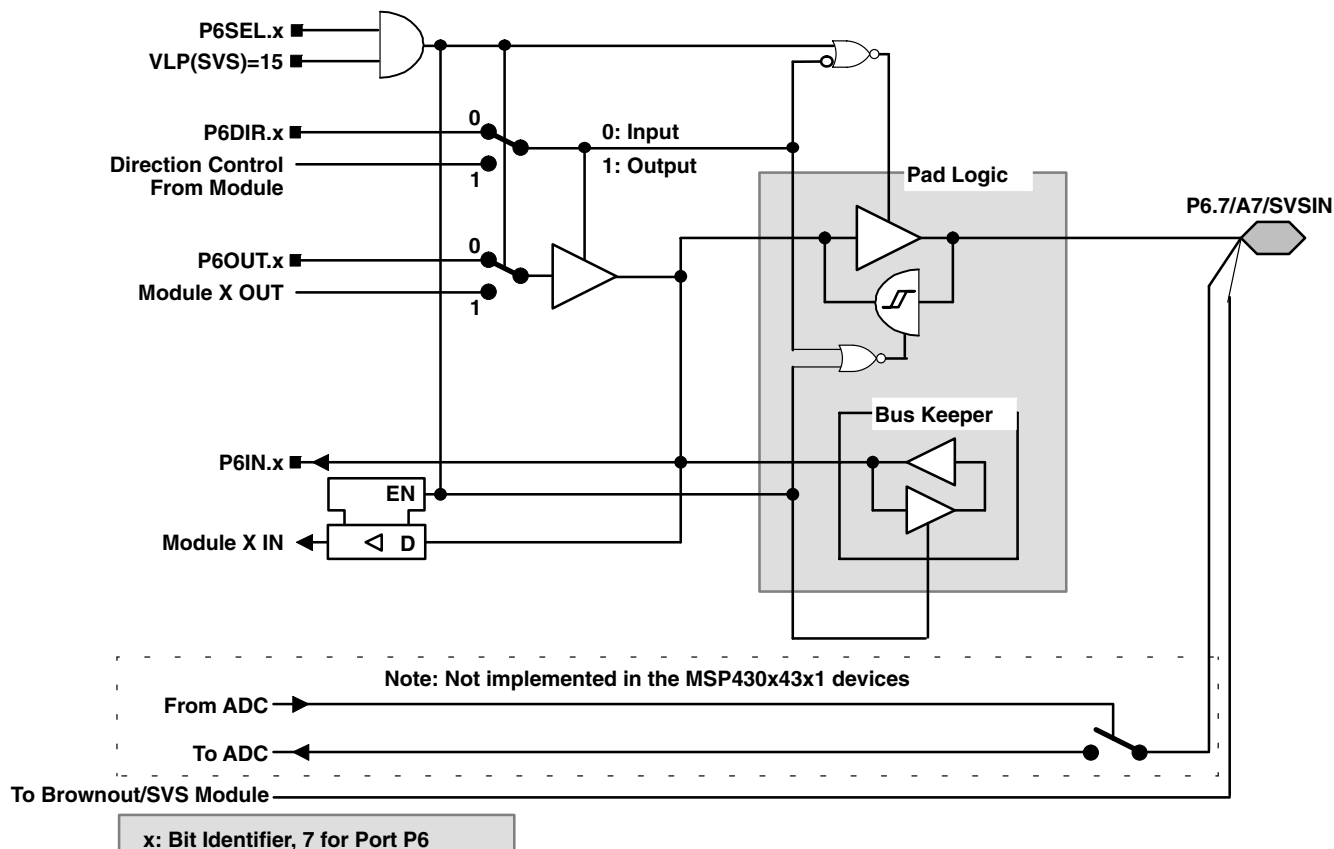 P6SEL.x
VLP(SVS)=15
P6DIR.x
0
0: Input
Direction Control
From Module
1
1: Output
Pad Logic
P6.7/A7/SVSIN
P6OUT.x
0
Module X OUT
1
Bus Keeper
P6IN.x
EN
Module X IN
D
Note: Not implemented in the MSP430x43x1 devices
From ADC
To ADC
To Brownout/SVS Module
x: Bit Identifier, 7 for Port P6